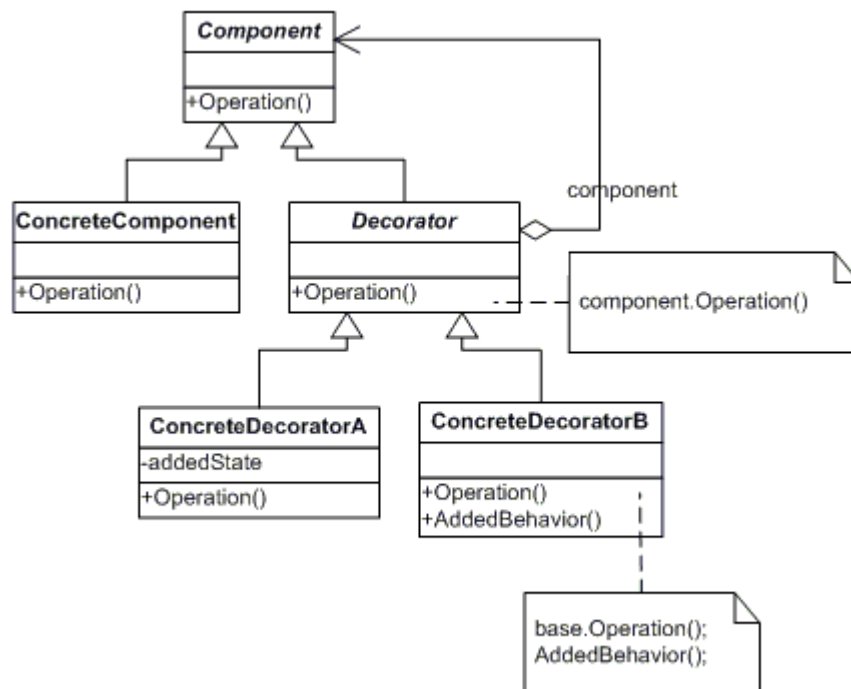 Component
+Operation()
component
ConcreteComponent
+Operation()
Decorator
+Operation()
component.Operation()
ConcreteDecoratorA
-addedState
+Operation()
ConcreteDecoratorB
+Operation()
+AddedBehavior()
base.Operation();
AddedBehavior();